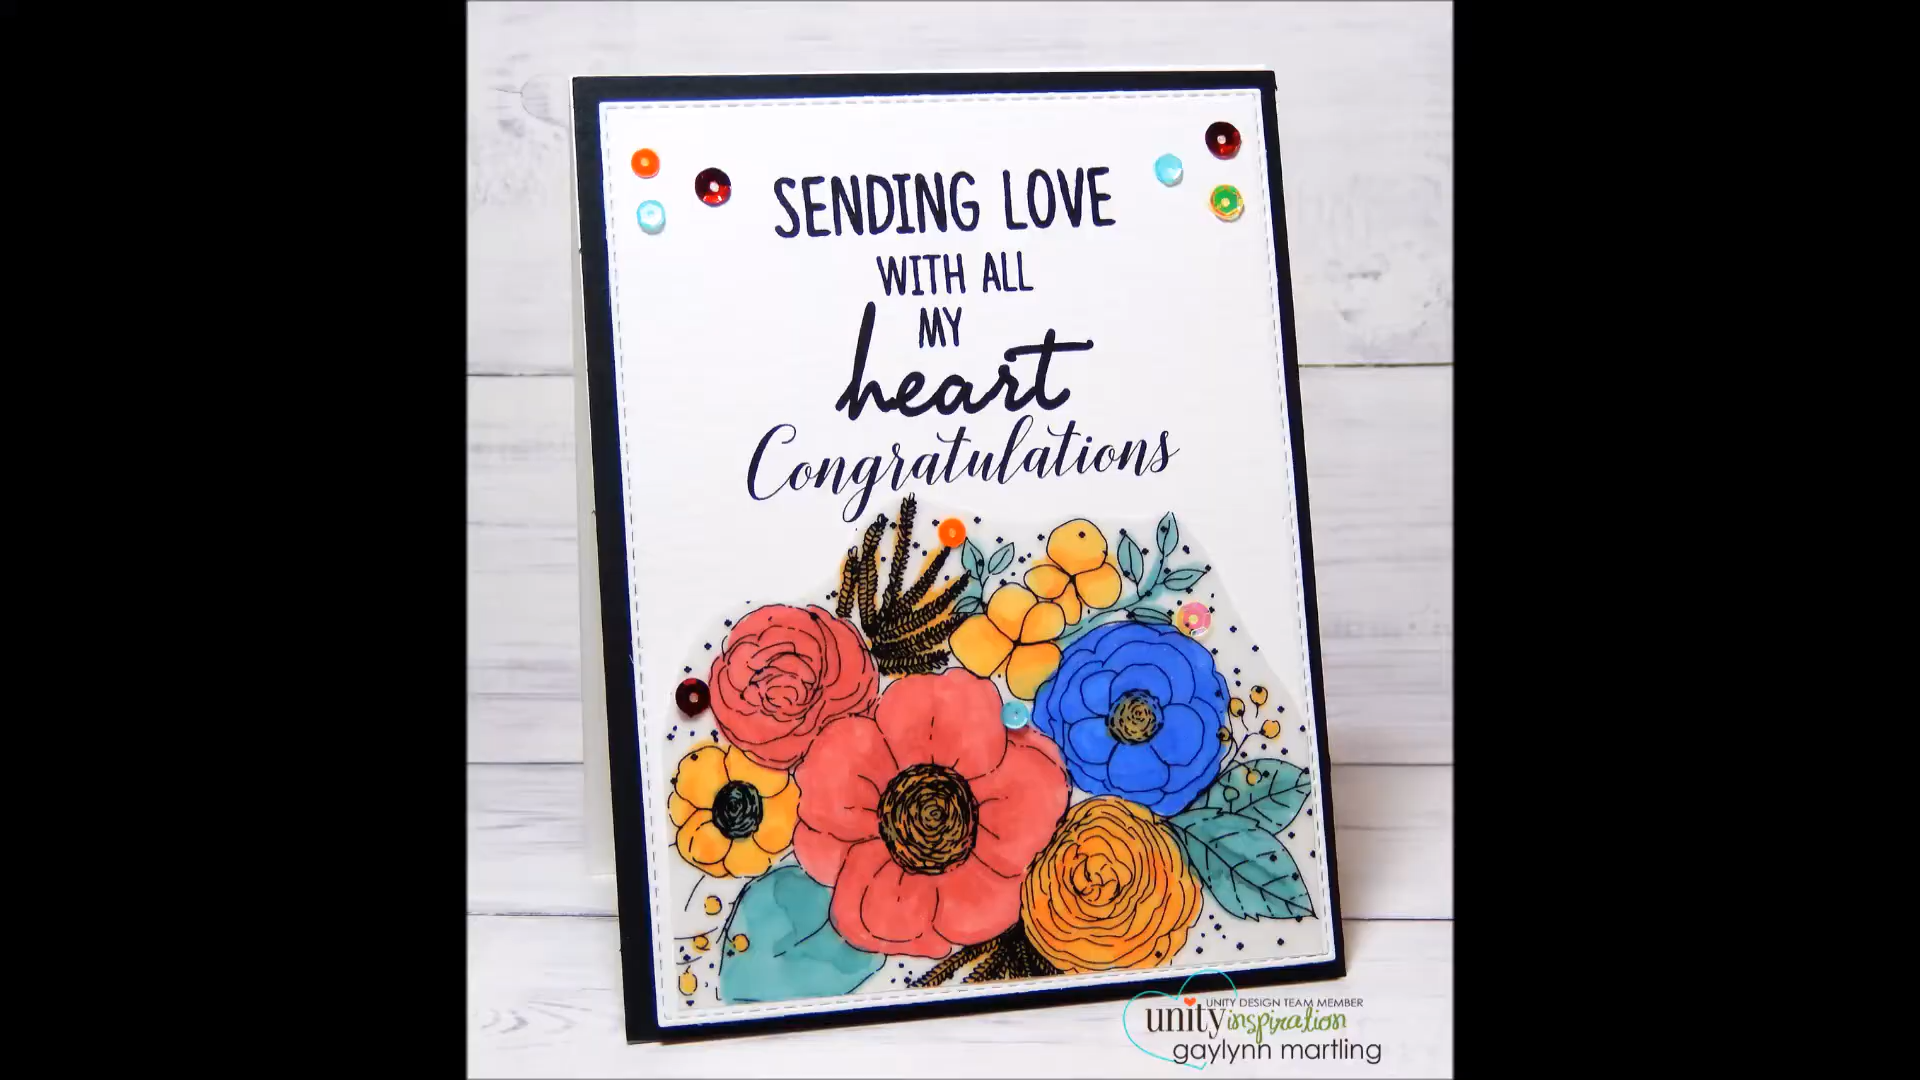 SENDING LOVE
WITH ALL
MY
heart
Congratulations
UNITY DESIGN TEAM MEMBER
unity inspiration
gaylynn martling